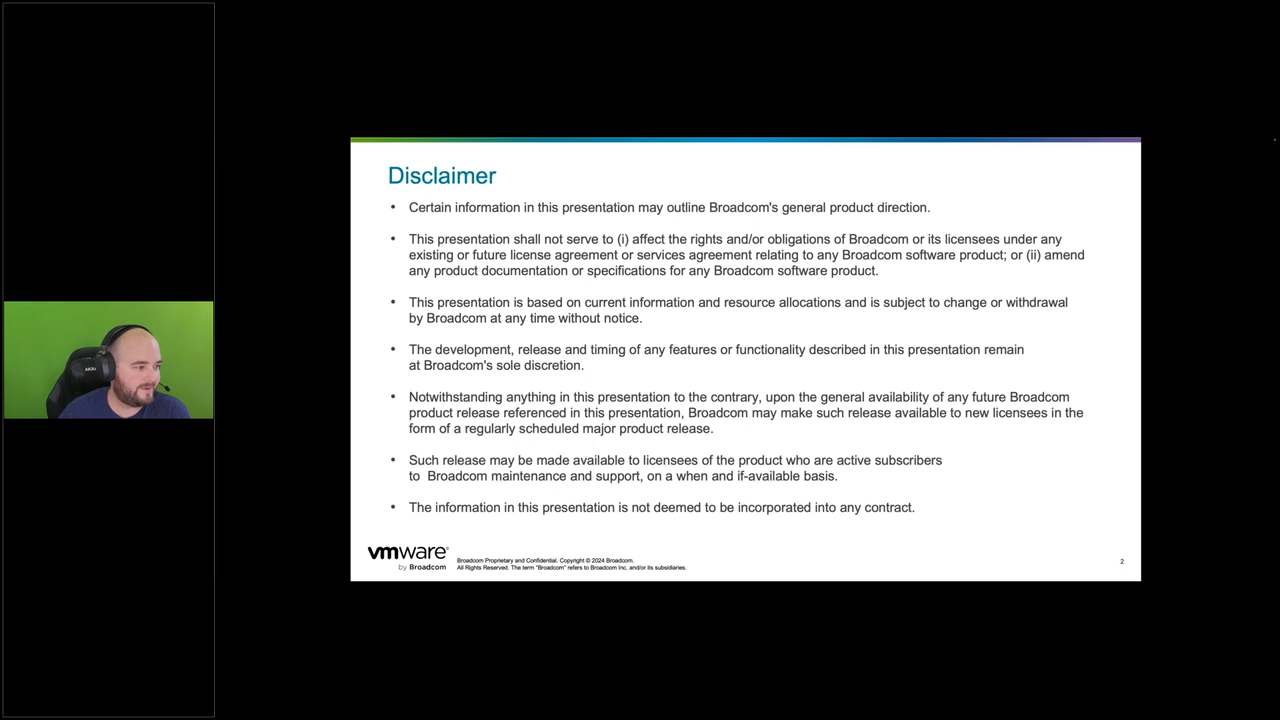 Disclaimer
• Certain information in this presentation may outline Broadcom's general product direction.
• This presentation shall not serve to (i) affect the rights and/or obligations of Broadcom or its licensees under any
existing or future license agreement or services agreement relating to any Broadcom software product; or (ii) amend
any product documentation or specifications for any Broadcom software product.
• This presentation is based on current information and resource allocations and is subject to change or withdrawal
by Broadcom at any time without notice.
• The development, release and timing of any features or functionality described in this presentation remain
at Broadcom's sole discretion.
• Notwithstanding anything in this presentation to the contrary, upon the general availability of any future Broadcom
product release referenced in this presentation, Broadcom may make such release available to new licensees in the
form of a regularly scheduled major product release.
• Such release may be made available to licensees of the product who are active subscribers
to  Broadcom maintenance and support, on a when and if-available basis.
• The information in this presentation is not deemed to be incorporated into any contract.
vmware®
by Broadcom
Broadcom Proprietary and Confidential. Copyright © 2024 Broadcom.
All Rights Reserved. The term "Broadcom" refers to Broadcom Inc. and/or its subsidiaries.
2